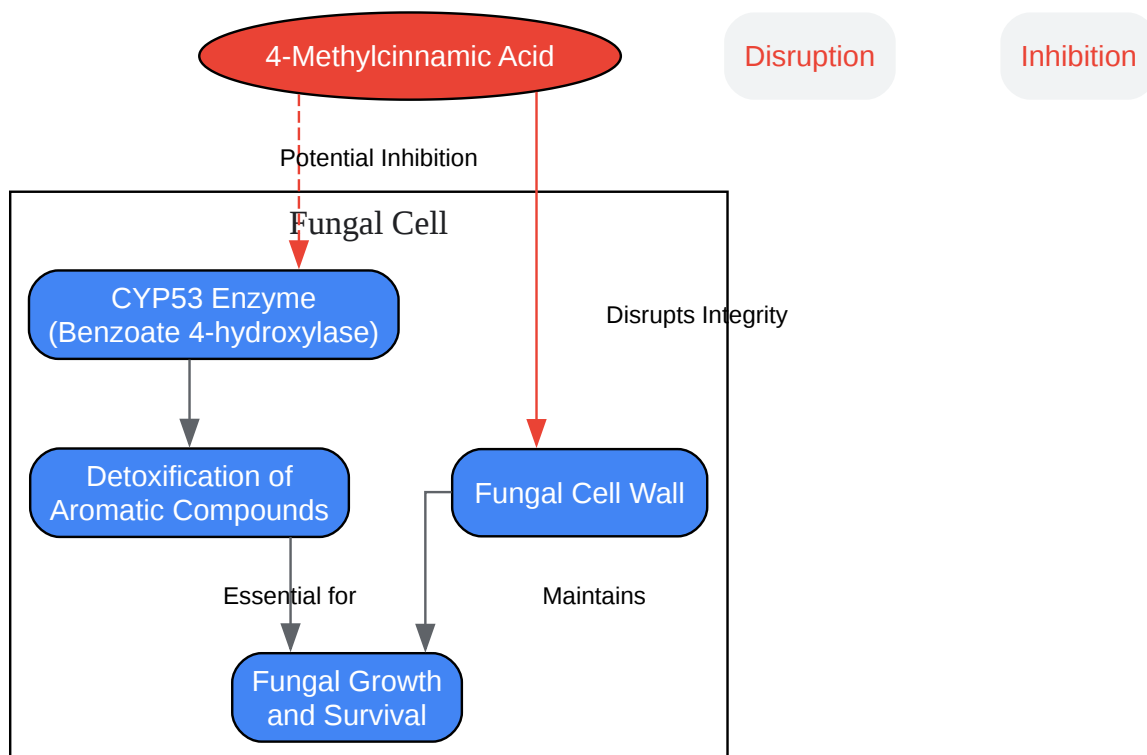 4-Methylcinnamic Acid
Disruption
Inhibition
Potential Inhibition
Fungal Cell
CYP53 Enzyme
(Benzoate 4-hydroxylase)
Disrupts Integrity
Detoxification of
Aromatic Compounds
Fungal Cell Wall
Essential for
Maintains
Fungal Growth
and Survival